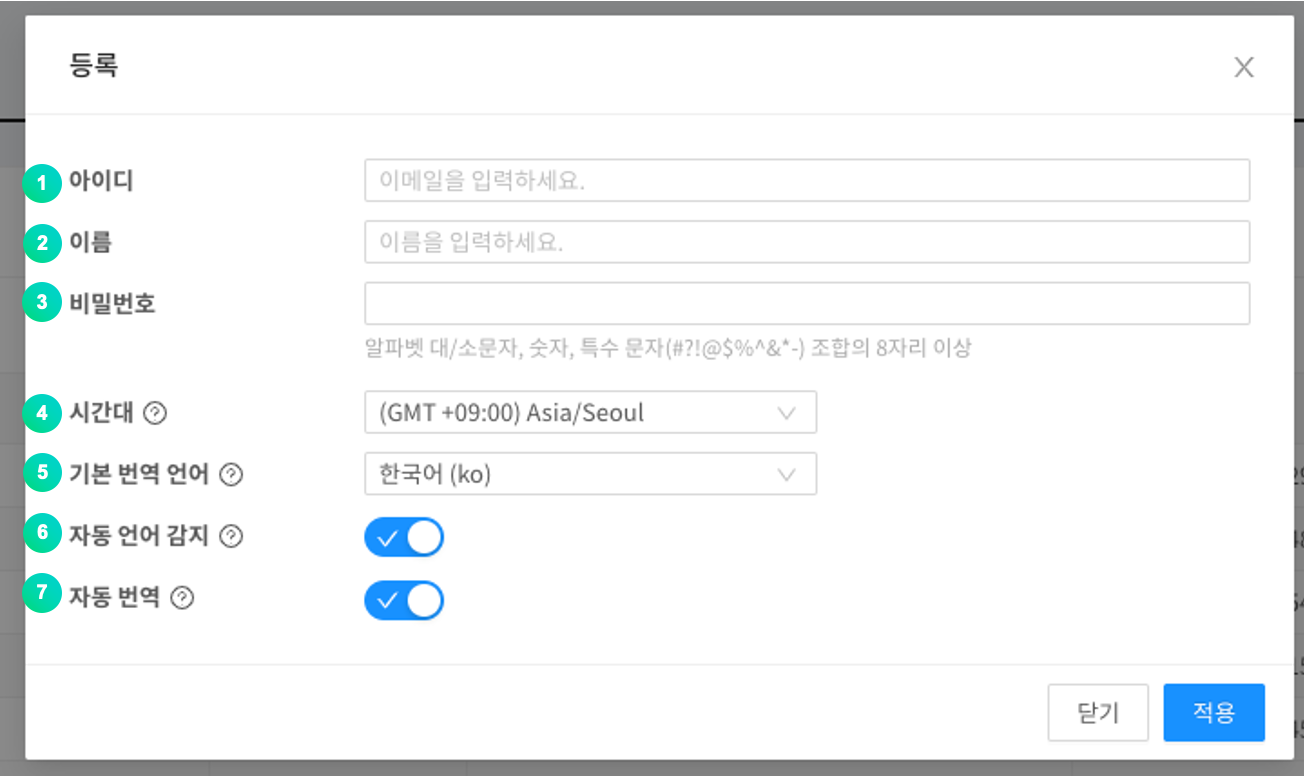 등록
1 아이디 이메일을 입력하세요.
2 이름 이름을 입력하세요.
3 비밀번호
알파벳 대/소문자, 숫자, 특수 문자(#?!@$%^&*-) 조합의 8자리 이상
4 시간대 ? (GMT +09:00) Asia/Seoul
5 기본 번역 언어 ? 한국어 (ko)
6 자동 언어 감지 ?
7 자동 번역 ?
닫기 적용